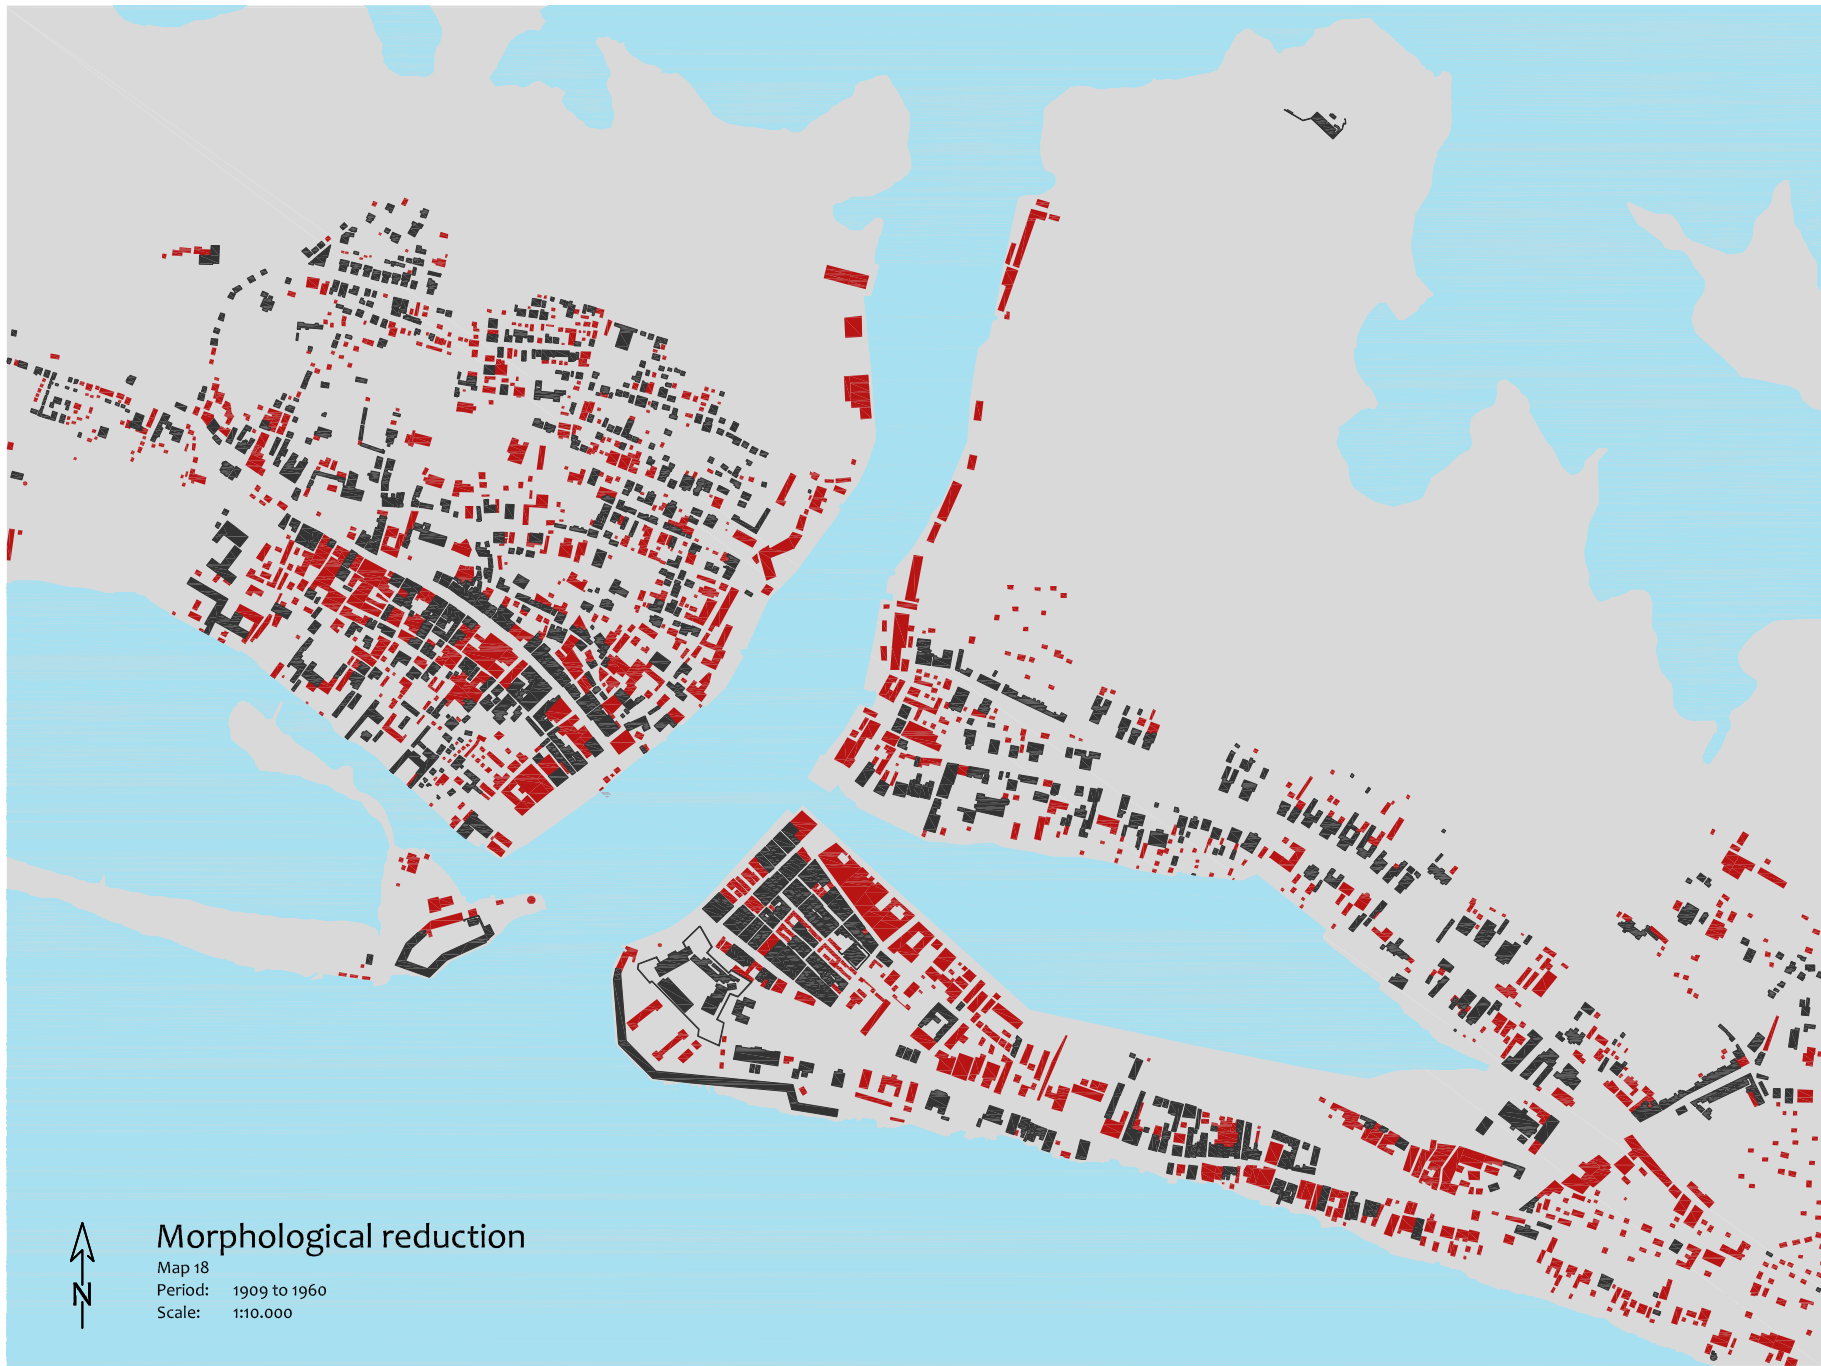 Morphological reduction
Map 18
Period: 1909 to 1960
Scale: 1:10.000
N